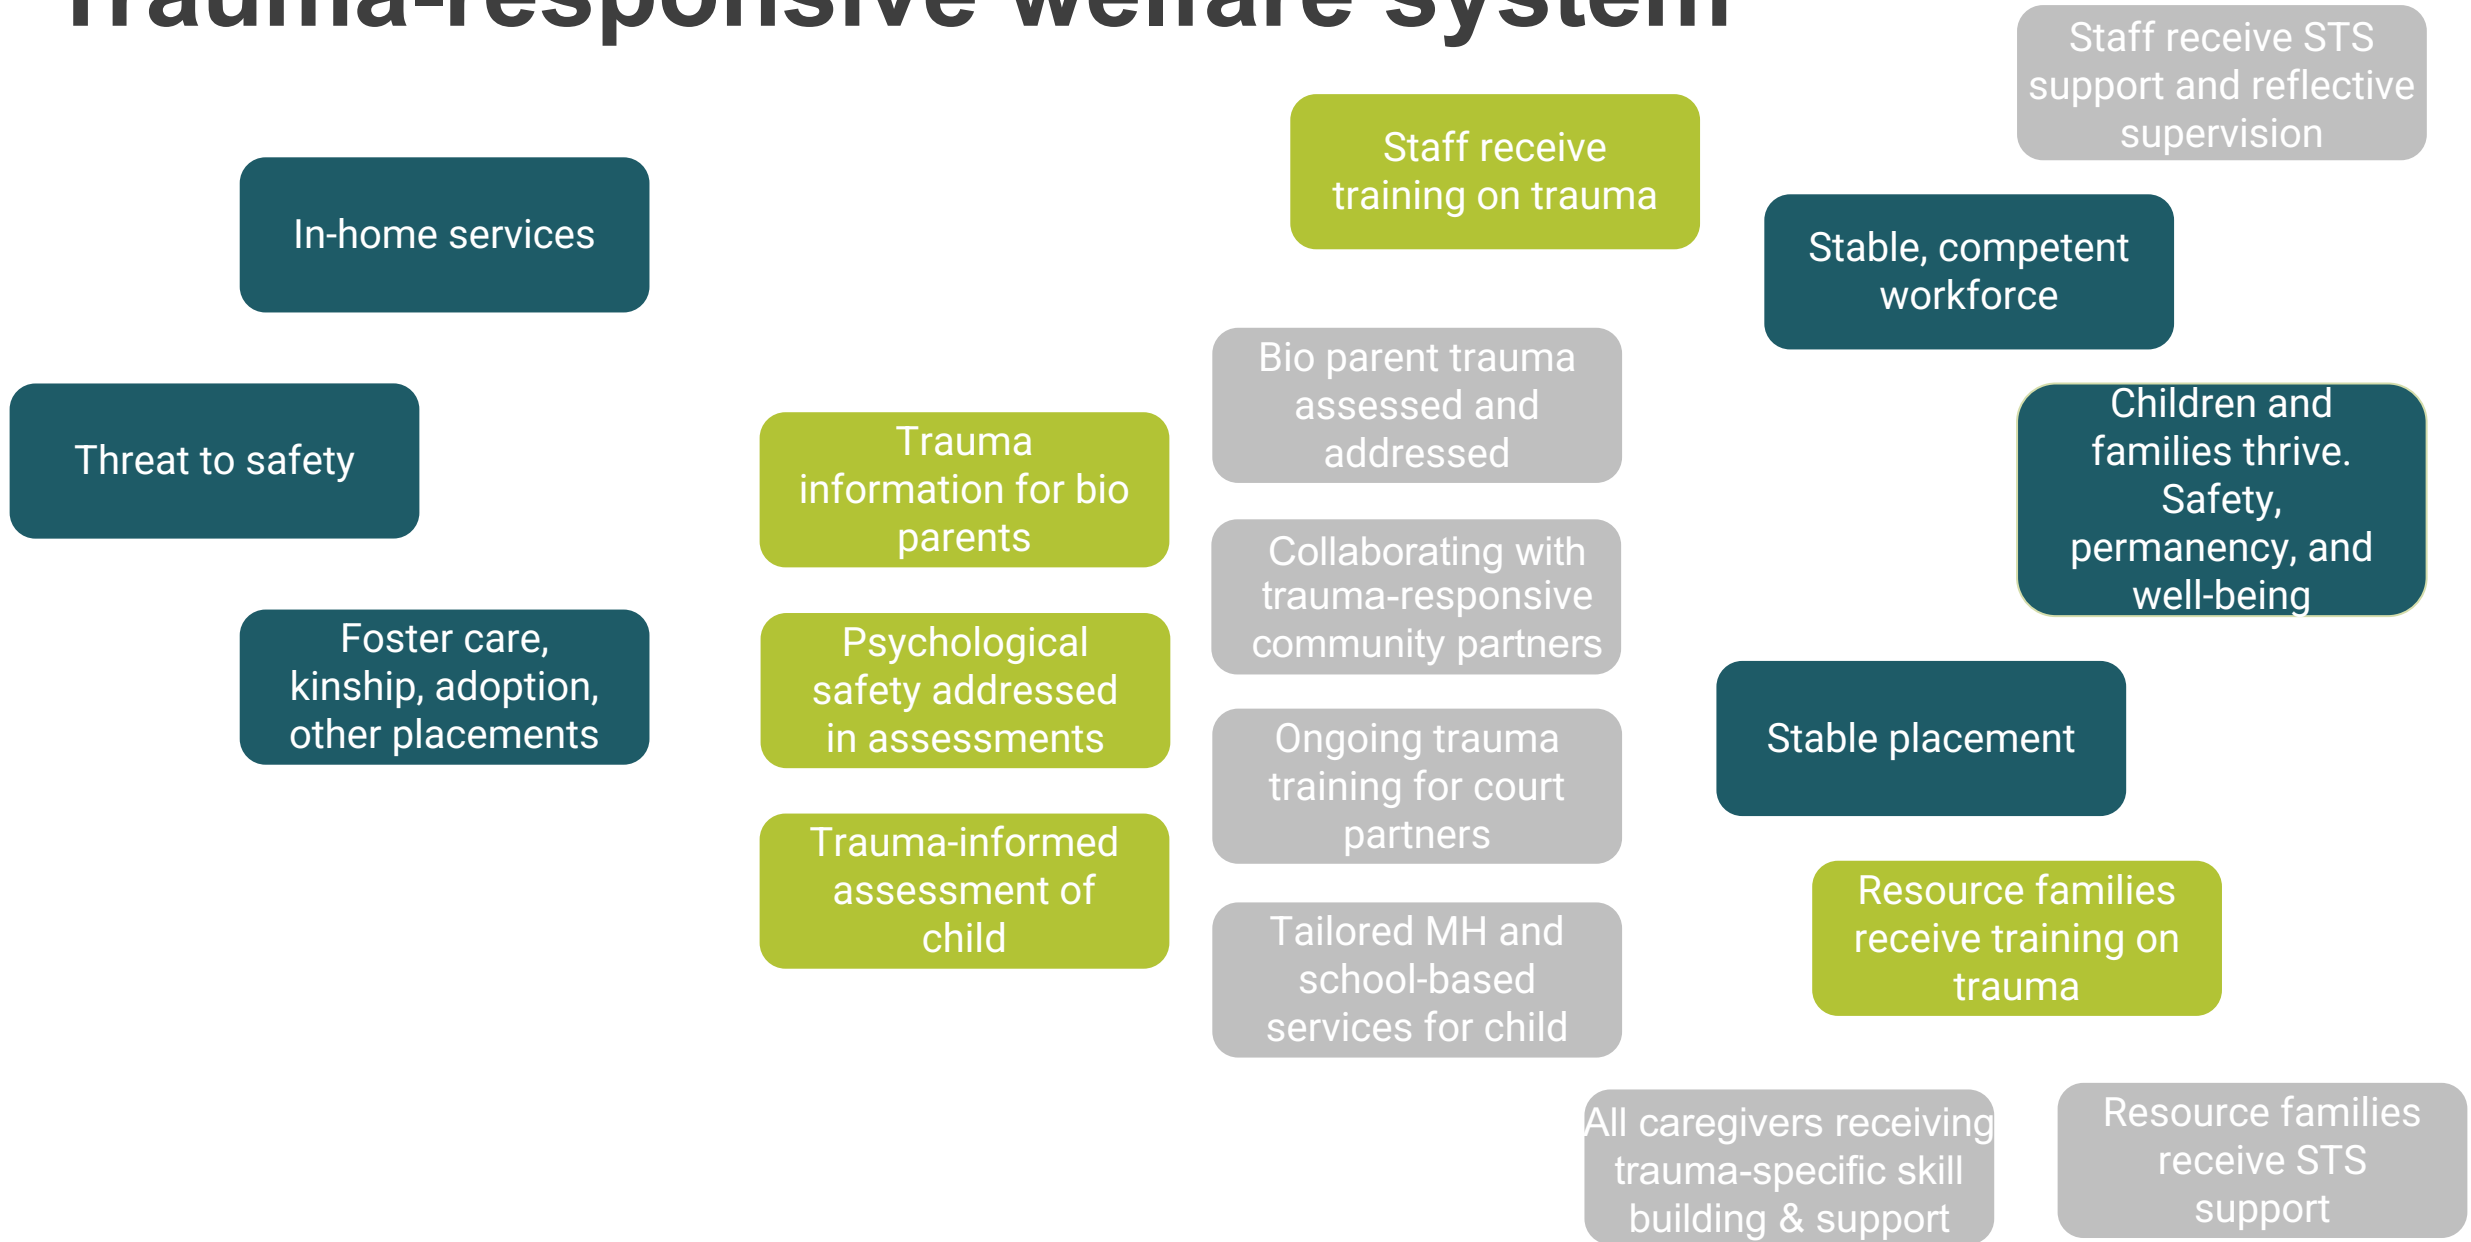 Trauma-responsive welfare system
Staff receive STS
support and reflective
supervision
Staff receive
training on trauma
In-home services
Stable, competent
workforce
Bio parent trauma
assessed and
addressed
Threat to safety
Trauma
information for bio
parents
Children and
families thrive.
Safety,
permanency, and
well-being
Collaborating with
trauma-responsive
community partners
Foster care,
kinship, adoption,
other placements
Psychological
safety addressed
in assessments
Stable placement
Ongoing trauma
training for court
partners
Trauma-informed
assessment of
child
Resource families
receive training on
trauma
Tailored MH and
school-based
services for child
All caregivers receiving
trauma-specific skill
building & support
Resource families
receive STS
support